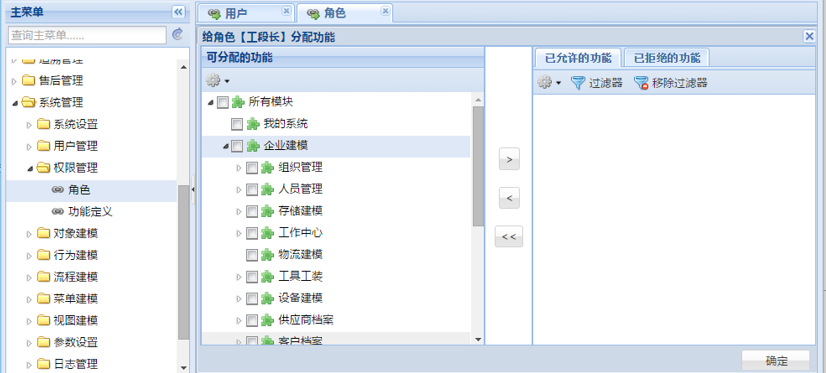 主菜单
查询主菜单......
售后管理
系统管理
系统设置
用户管理
权限管理
角色
功能定义
对象建模
行为建模
流程建模
菜单建模
视图建模
参数设置
日志管理
用户
角色
给角色【工段长】分配功能
可分配的功能
所有模块
我的系统
企业建模
组织管理
人员管理
存储建模
工作中心
物流建模
工具工装
设备建模
供应商档案
客户档案
>
<
<<
已允许的功能
已拒绝的功能
过滤器
移除过滤器
确定